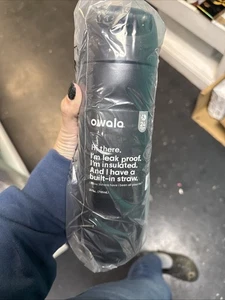 owala
Hi, there.
I'm leak proof.
I'm insulated.
And I have a
built-in straw.